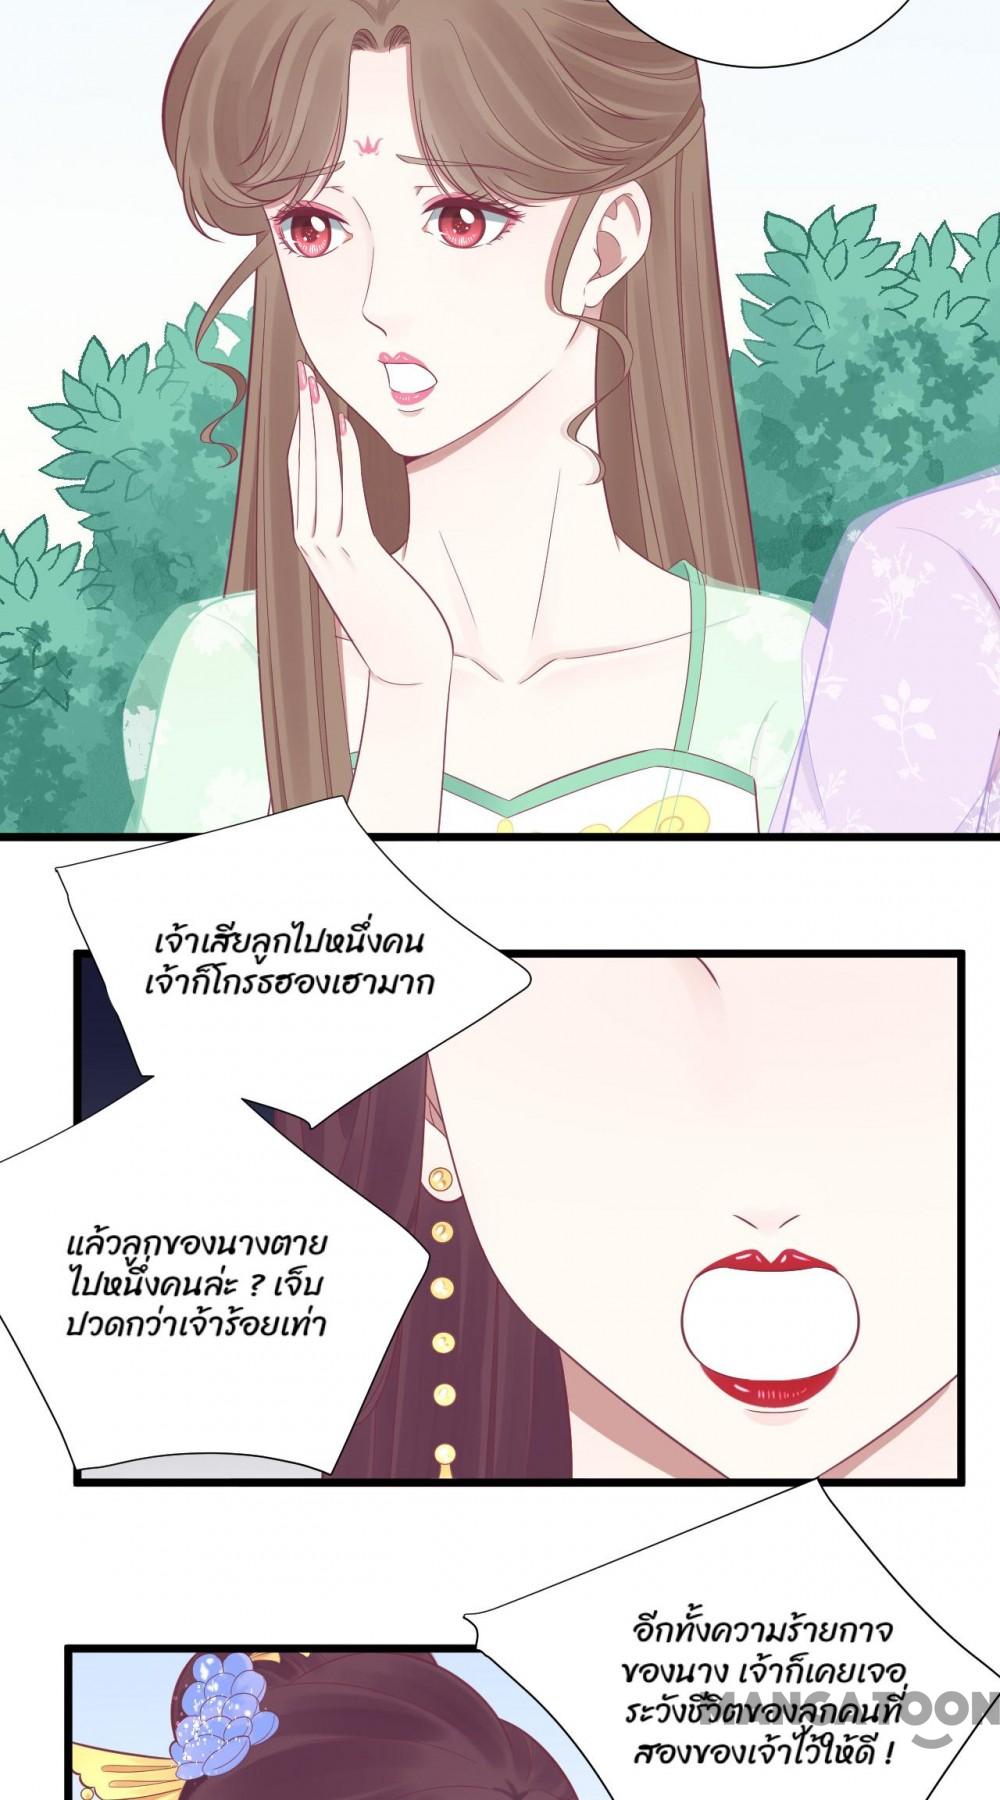 เจ้าเสียลูกไปหนึ่งคน
เจ้าก็โกรธฮองเฮามาก
แล้วลูกของนางตาย
ไปหนึ่งคนล่ะ ? เจ็บ
ปวดกว่าเจ้าร้อยเท่า
อีกทั้งความร้ายกาจ
ของนาง เจ้าก็เคยเจอ
ระวังชีวิตของลูกคนที่
สองของเจ้าไว้ให้ดี !
MANGATOON